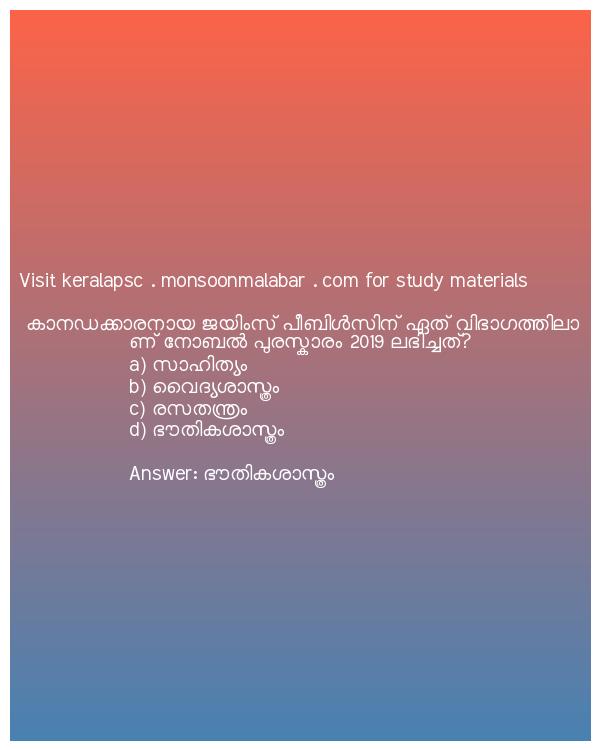 Visit keralapsc . monsoonmalabar . com for study materials
കാനഡക്കാരനായ ജയിംസ് പീബിൾസിന് ഏത് വിഭാഗത്തിലാ
ണ് നോബൽ പുരസ്കാരം 2019 ലഭിച്ചത്?
a) സാഹിത്യം
b) വൈദ്യശാസ്ത്രം
c) രസതന്ത്രം
d) ഭൗതികശാസ്ത്രം
Answer: ഭൗതികശാസ്ത്രം